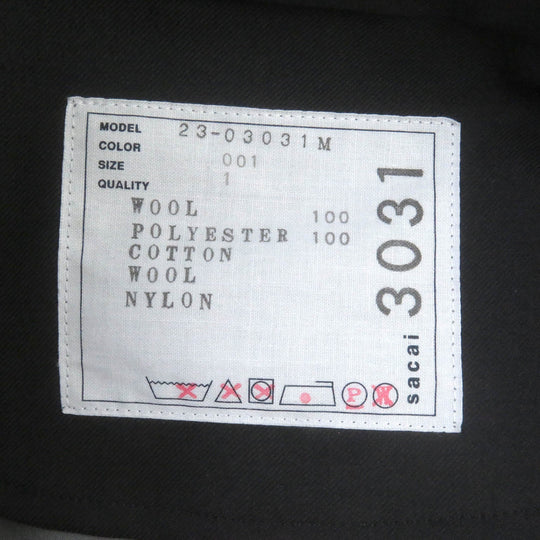 MODEL 23-03031M
COLOR 001
SIZE 1
QUALITY
WOOL 100
POLYESTER 100
COTTON
WOOL
NYLON
P W
sacai 3031